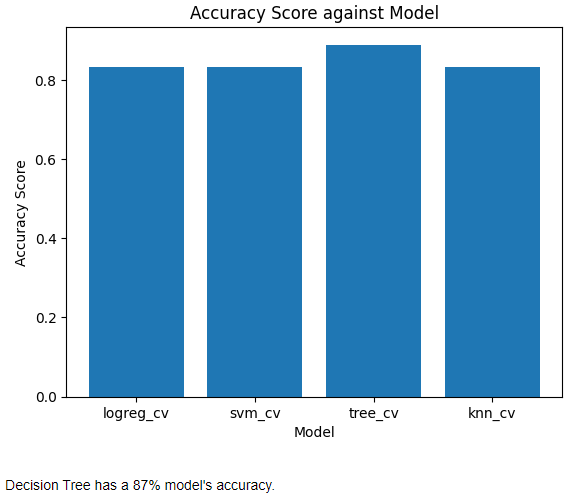 Accuracy Score against Model
Accuracy Score
0.8
0.6
0.4
0.2
0.0
logreg_cv svm_cv tree_cv knn_cv
Model
Decision Tree has a 87% model's accuracy.